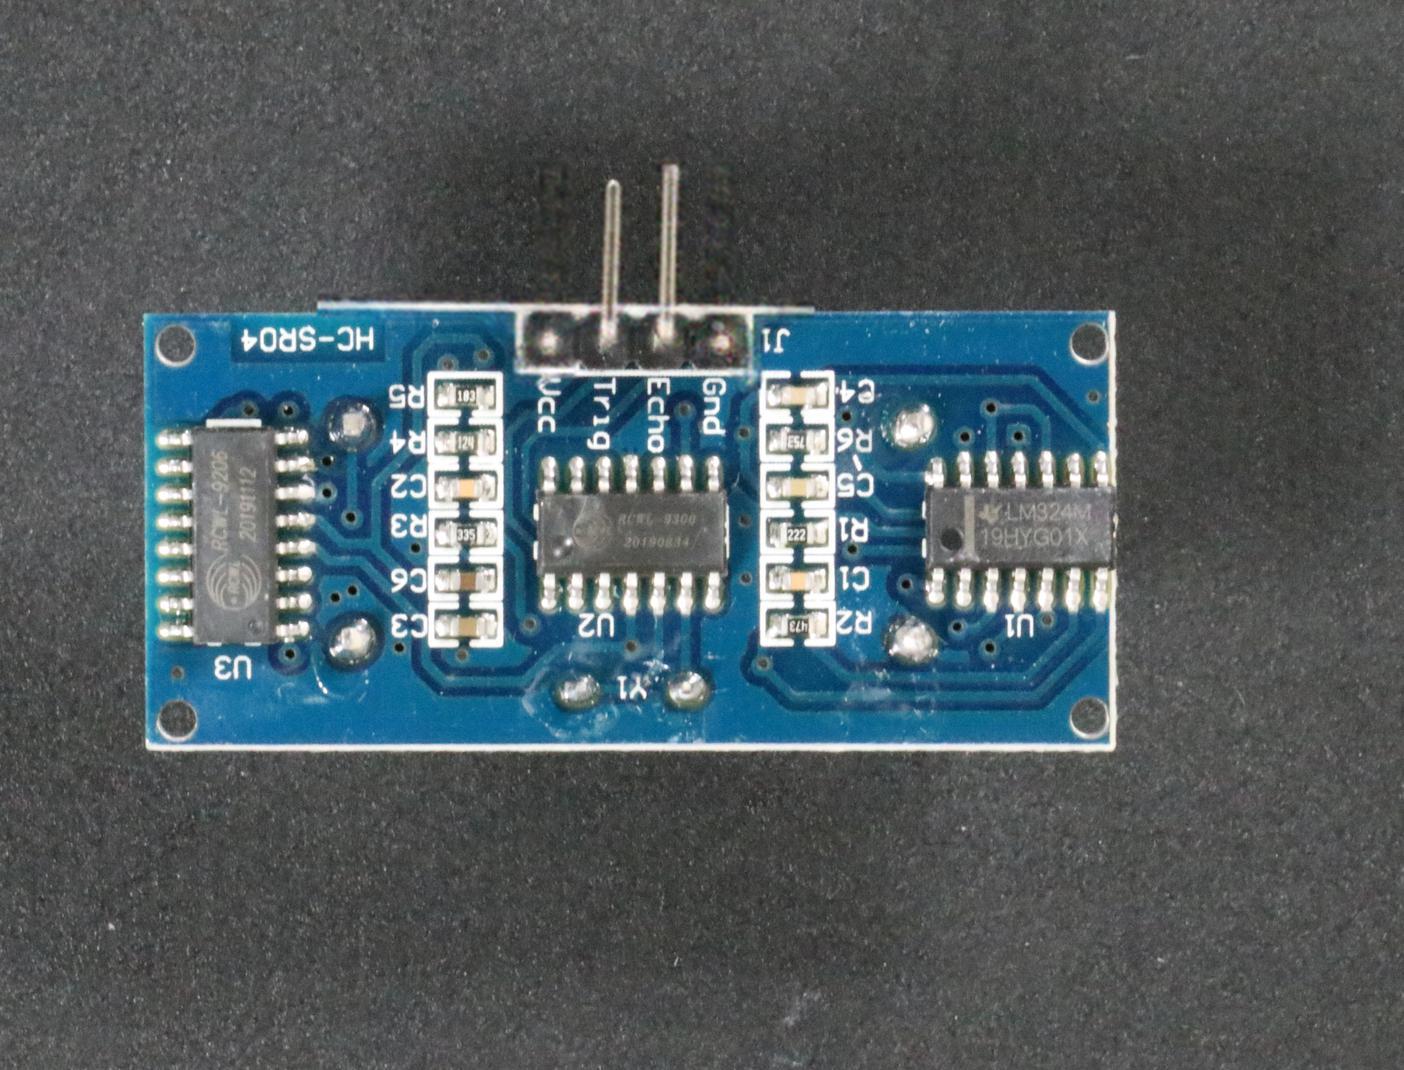 HC-SR04
J1
Vcc
Trig
Echo
Gnd
R5
183
R4
124
C2
R3
335
C6
C3
C4
R6
753
C5
R1
222
C1
R2
473
RCWL-9206
20191112
U3
RCWL-9300
20190834
U2
Y1
LM324M
19HYG01X
U1